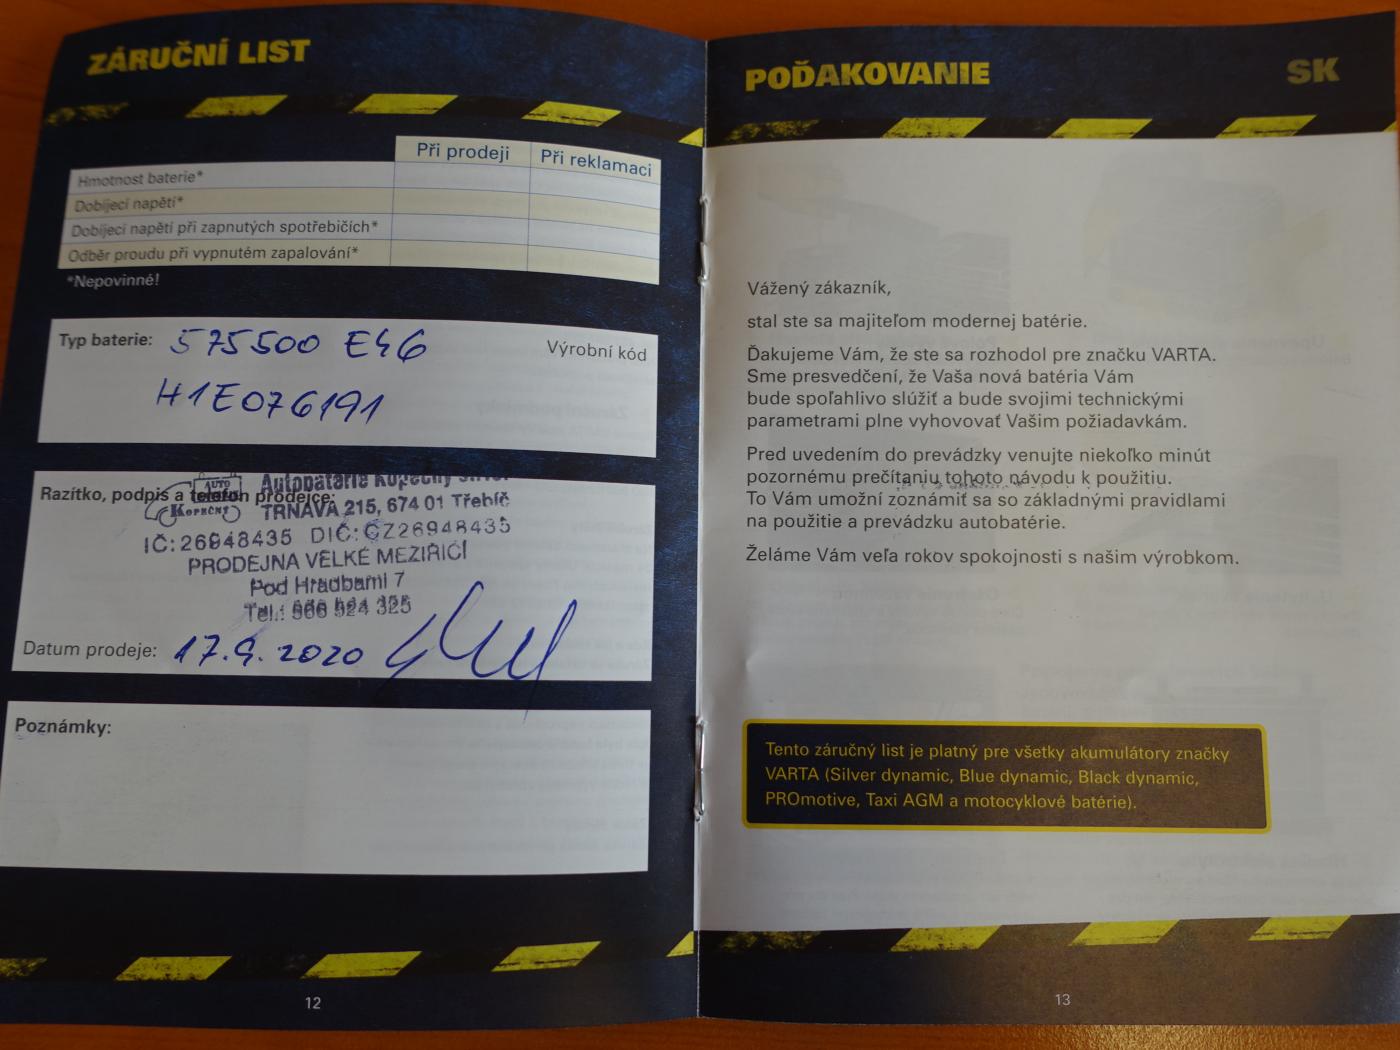 ZÁRUČNÍ LIST
Při prodeji Při reklamaci
Hmotnost baterie*
Dobíjecí napětí*
Dobíjecí napětí při zapnutých spotřebičích*
Odběr proudu při vypnutém zapalování*
*Nepovinné!
Typ baterie: 575500 E46 Výrobní kód
H1E076191
Razítko, podpis a telefon prodejce:
AUTO
KOPEČNÝ
Autobaterie Kopečný s.r.o.
TRNAVA 215, 674 01 Třebíč
IČ:26948435 DIČ:CZ26948435
PRODEJNA VELKÉ MEZIŘÍČÍ
Pod Hradbami 7
Tel.: 566 524 325
Datum prodeje: 17.9.2020
Poznámky:
12
POĎAKOVANIE SK
Vážený zákazník,
stal ste sa majiteľom modernej batérie.
Ďakujeme Vám, že ste sa rozhodol pre značku VARTA.
Sme presvedčení, že Vaša nová batéria Vám
bude spoľahlivo slúžiť a bude svojimi technickými
parametrami plne vyhovovať Vašim požiadavkám.
Pred uvedením do prevádzky venujte niekoľko minút
pozornému prečítaniu tohoto návodu k použitiu.
To Vám umožní zoznámiť sa so základnými pravidlami
na použitie a prevádzku autobatérie.
Želáme Vám veľa rokov spokojnosti s našim výrobkom.
Tento záručný list je platný pre všetky akumulátory značky
VARTA (Silver dynamic, Blue dynamic, Black dynamic,
PROmotive, Taxi AGM a motocyklové batérie).
13